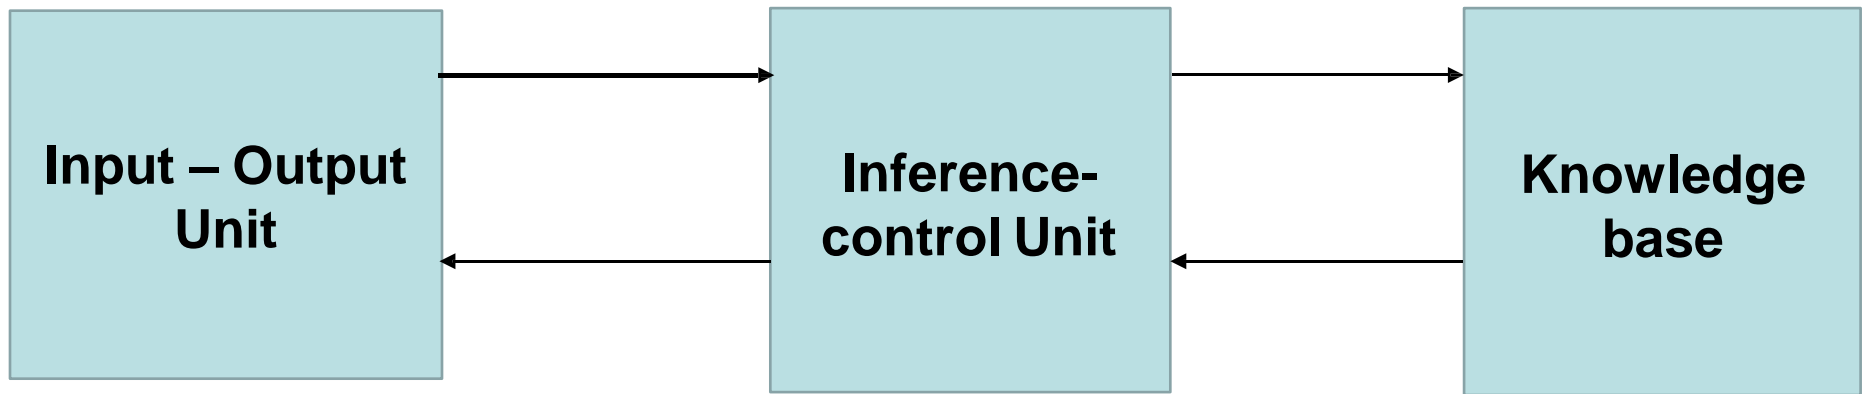 Input – Output
Unit
Inference-
control Unit
Knowledge
base